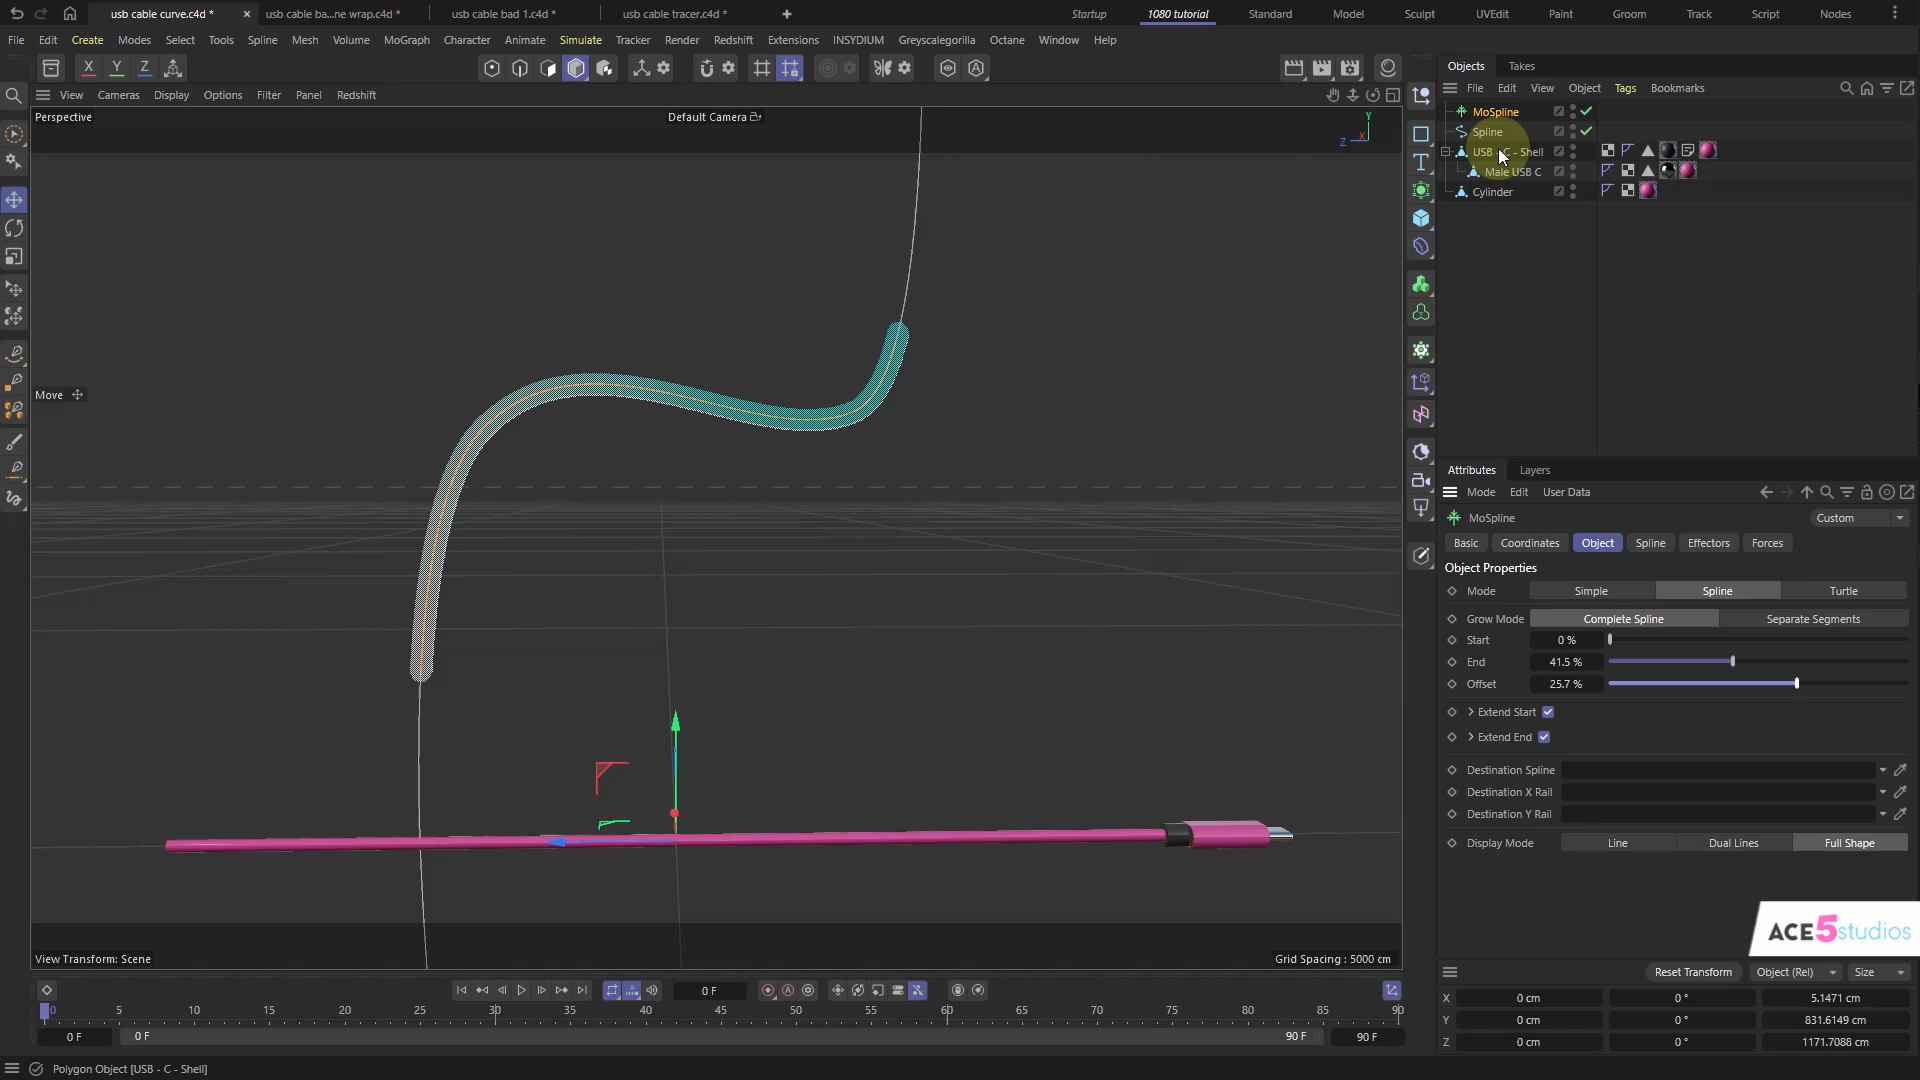 usb cable curve.c4d *
usb cable ba...ne wrap.c4d *
usb cable bad 1.c4d *
usb cable tracer.c4d *
Startup
1080 tutorial
Standard
Model
Sculpt
UVEdit
Paint
Groom
Track
Script
Nodes
File Edit Create Modes Select Tools Spline Mesh Volume MoGraph Character Animate Simulate Tracker Render Redshift Extensions INSYDIUM Greyscalegorilla Octane Window Help
X Y Z
Objects Takes
View Cameras Display Options Filter Panel Redshift
File Edit View Object Tags Bookmarks
Perspective
Default Camera
Y
Z X
MoSpline
Spline
USB - C - Shell
Male USB C
Cylinder
Move
Attributes Layers
Mode Edit User Data
MoSpline
Custom
Basic Coordinates Object Spline Effectors Forces
Object Properties
Mode Simple Spline Turtle
Grow Mode Complete Spline Separate Segments
Start 0 %
End 41.5 %
Offset 25.7 %
Extend Start
Extend End
Destination Spline
Destination X Rail
Destination Y Rail
Display Mode Line Dual Lines Full Shape
ACE5studios
View Transform: Scene
Grid Spacing : 5000 cm
Reset Transform Object (Rel) Size
0 F
0 5 10 15 20 25 30 35 40 45 50 55 60 65 70 75 80 85 90
X 0 cm 0 ° 5.1471 cm
Y 0 cm 0 ° 831.6149 cm
Z 0 cm 0 ° 1171.7088 cm
0 F 0 F 90 F 90 F
Polygon Object [USB - C - Shell]